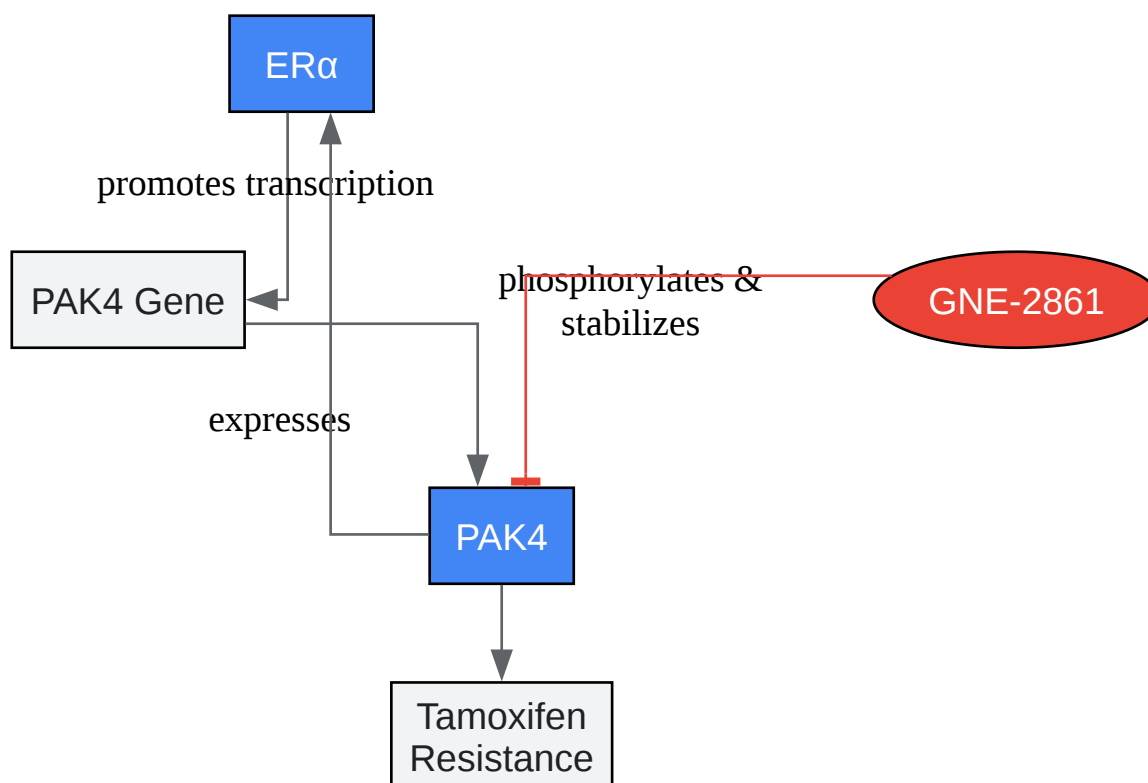 ERα
promotes transcription
PAK4 Gene
phosphorylates &
stabilizes
GNE-2861
expresses
PAK4
Tamoxifen
Resistance